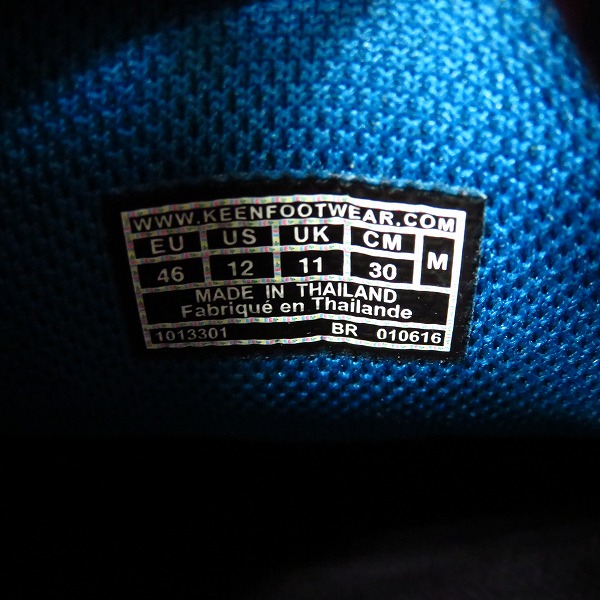 WWW.KEENFOOTWEAR.COM
EU US UK CM M
46 12 11 30
MADE IN THAILAND
Fabriqué en Thaïlande
1013301 BR 010616